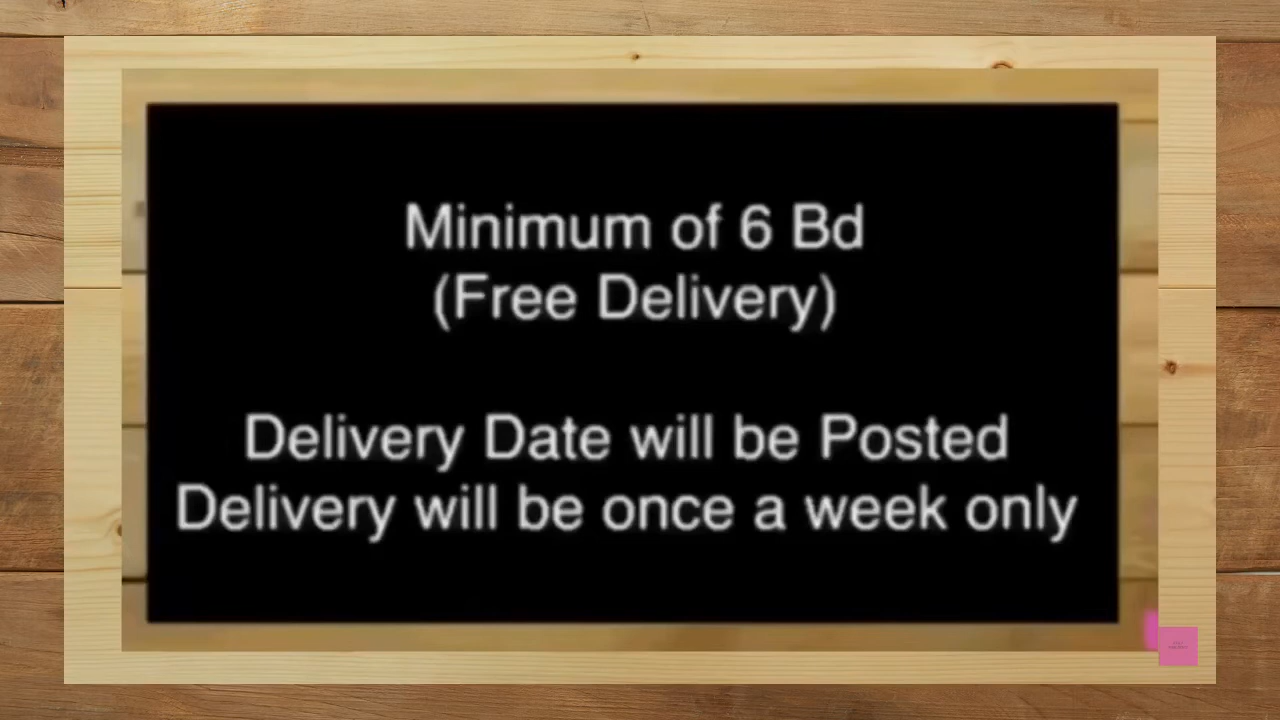 Minimum of 6 Bd
(Free Delivery)
Delivery Date will be Posted
Delivery will be once a week only